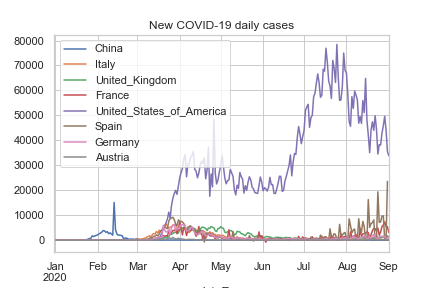 New COVID-19 daily cases
80000
70000
60000
50000
40000
30000
20000
10000
0
China
Italy
United_Kingdom
France
United_States_of_America
Spain
Germany
Austria
Jan Feb Mar Apr May Jun Jul Aug Sep
2020